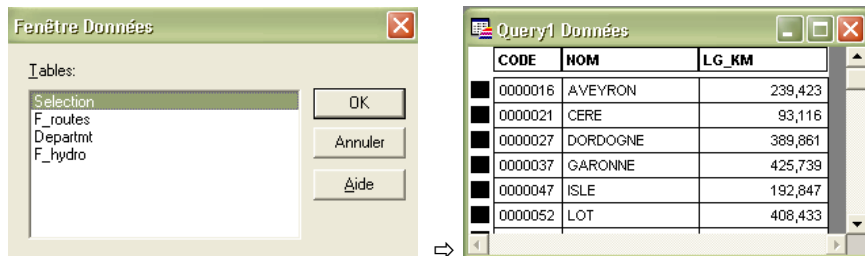 Fenêtre Données
Tables:
Selection
F_routes
Departmt
F_hydro
OK
Annuler
Aide
⇨
Query1 Données
CODE NOM LG_KM
0000016 AVEYRON 239,423
0000021 CERE 93,116
0000027 DORDOGNE 389,861
0000037 GARONNE 425,739
0000047 ISLE 192,847
0000052 LOT 408,433